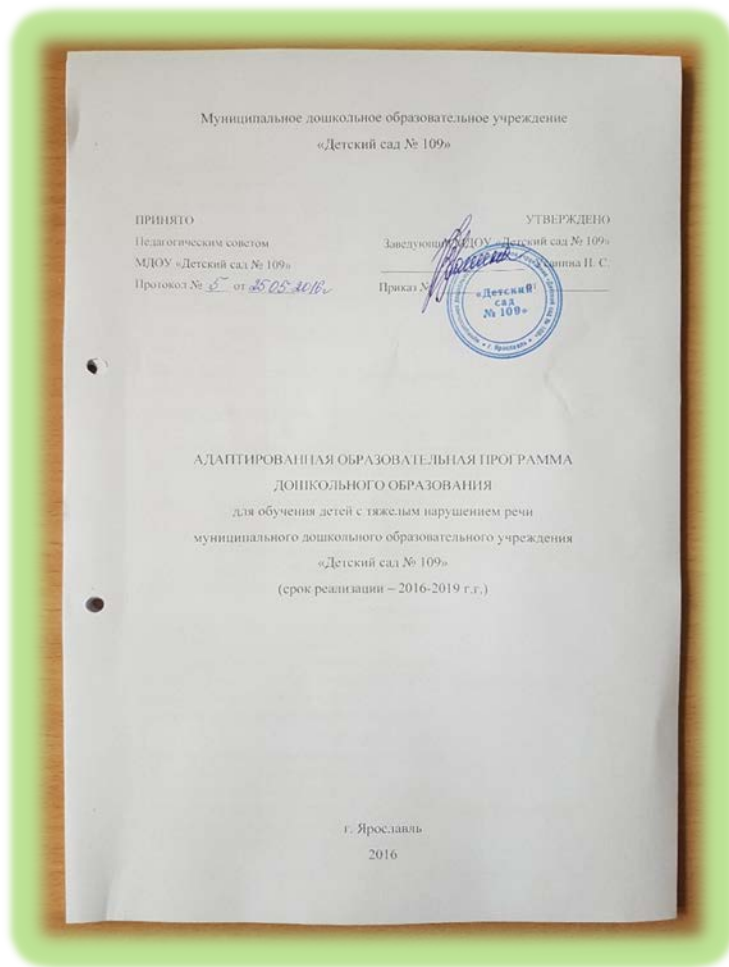 Муниципальное дошкольное образовательное учреждение
«Детский сад № 109»
ПРИНЯТО
Педагогическим советом
МДОУ «Детский сад № 109»
Протокол № 5 от 25.05.2016г
УТВЕРЖДЕНО
Заведующий МДОУ «Детский сад № 109»
П. С.
Приказ № от
«Детский
сад
№ 109»
г. Ярославль
АДАПТИРОВАННАЯ ОБРАЗОВАТЕЛЬНАЯ ПРОГРАММА
ДОШКОЛЬНОГО ОБРАЗОВАНИЯ
для обучения детей с тяжелым нарушением речи
муниципального дошкольного образовательного учреждения
«Детский сад № 109»
(срок реализации – 2016-2019 г.г.)
г. Ярославль
2016